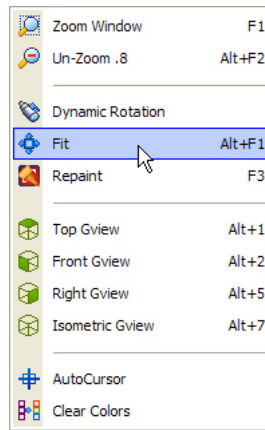 Zoom Window F1
Un-Zoom .8 Alt+F2
Dynamic Rotation
Fit Alt+F1
Repaint F3
Top Gview Alt+1
Front Gview Alt+2
Right Gview Alt+5
Isometric Gview Alt+7
AutoCursor
Clear Colors